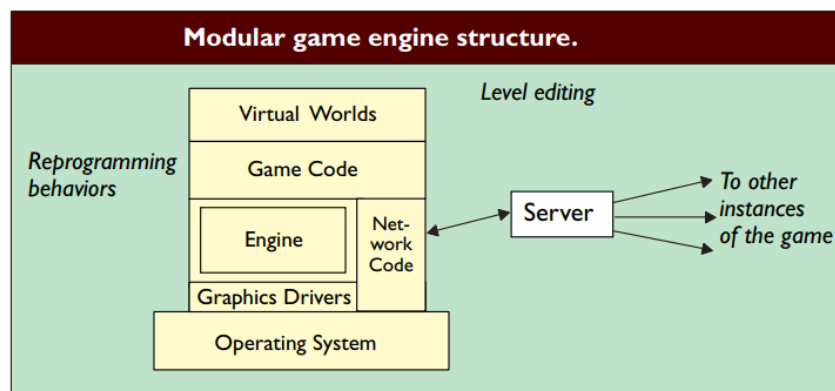 Modular game engine structure.
Level editing
Virtual Worlds
Reprogramming
behaviors
Game Code
Engine
Net-
work
Code
Server
To other
instances
of the game
Graphics Drivers
Operating System